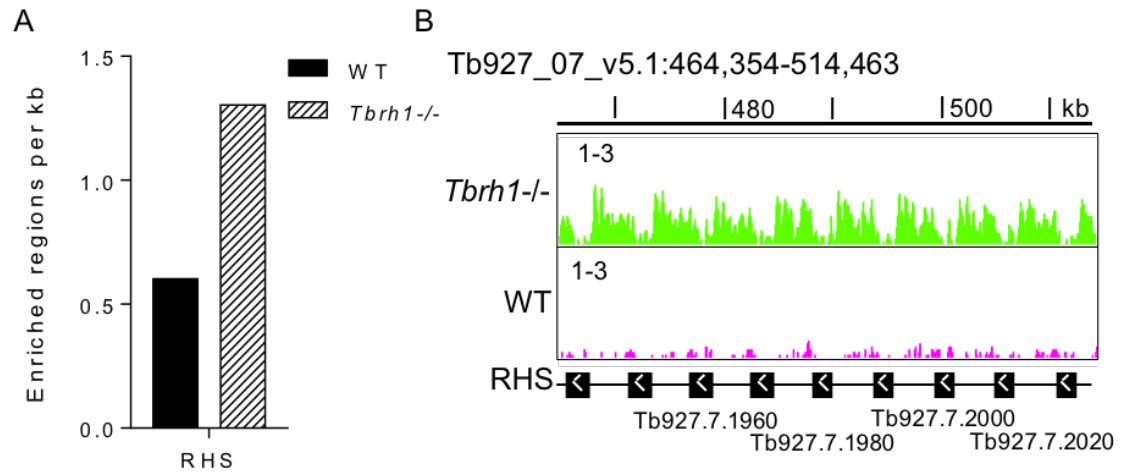 A
1.5
1.0
0.5
0.0
Enriched regions per kb
RHS
WT
Tbrh1-/-
B
Tb927_07_v5.1:464,354-514,463
480
500
kb
1-3
Tbrh1-/-
1-3
WT
RHS
Tb927.7.1960
Tb927.7.2000
Tb927.7.1980
Tb927.7.2020